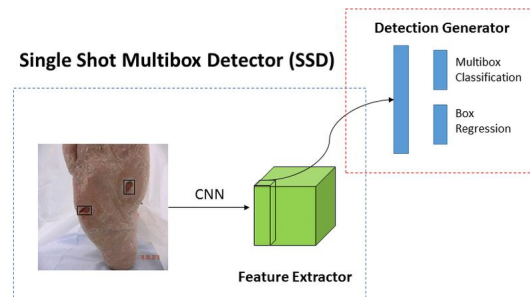 Detection Generator
Single Shot Multibox Detector (SSD)
Multibox
Classification
Box
Regression
CNN
Feature Extractor